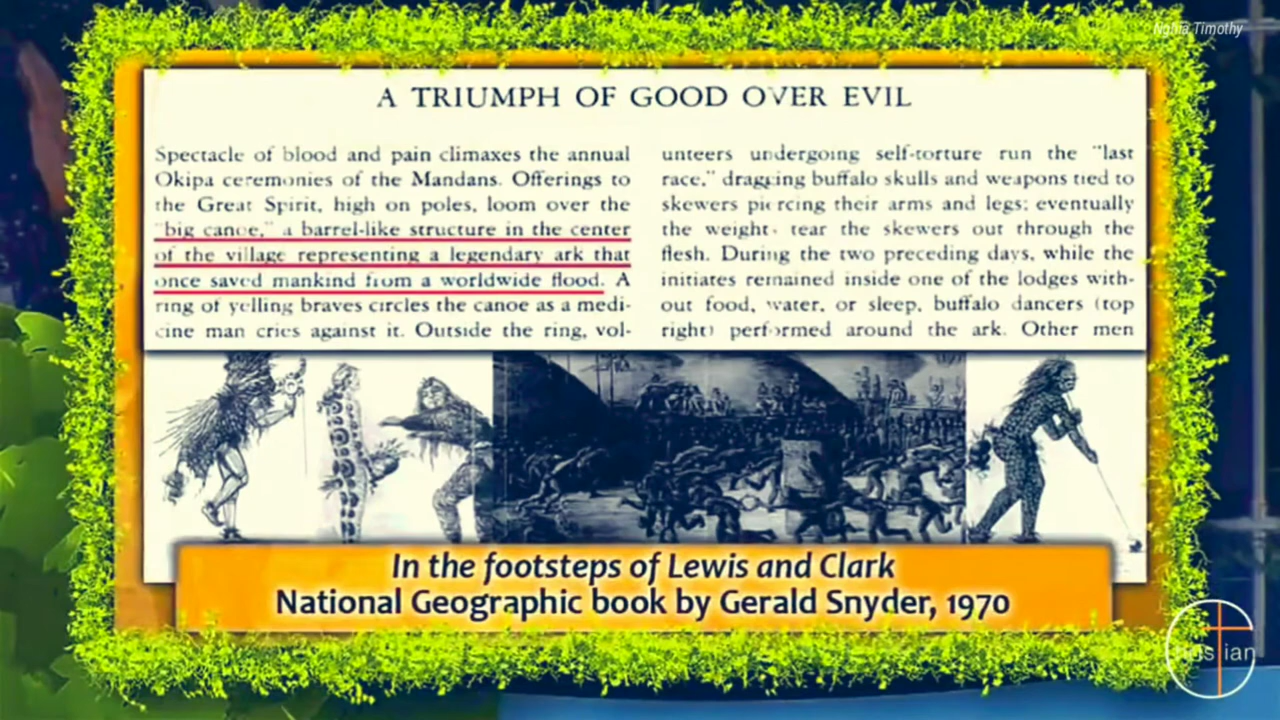 Nghia Timothy
A TRIUMPH OF GOOD OVER EVIL
Spectacle of blood and pain climaxes the annual
Okipa ceremonies of the Mandans. Offerings to
the Great Spirit, high on poles, loom over the
"big canoe," a barrel-like structure in the center
of the village representing a legendary ark that
once saved mankind from a worldwide flood. A
ring of yelling braves circles the canoe as a medi-
cine man cries against it. Outside the ring, vol-
unteers undergoing self-torture run the "last
race," dragging buffalo skulls and weapons tied to
skewers piercing their arms and legs; eventually
the weights tear the skewers out through the
flesh. During the two preceding days, while the
initiates remained inside one of the lodges with-
out food, water, or sleep, buffalo dancers (top
right) performed around the ark. Other men
In the footsteps of Lewis and Clark
National Geographic book by Gerald Snyder, 1970
Christian